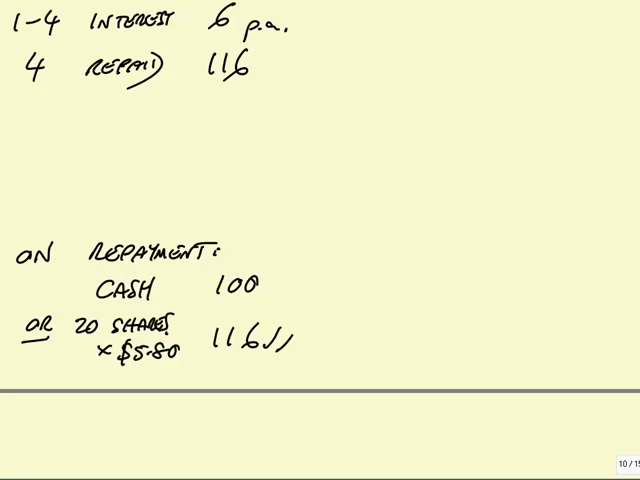 1-4 INTEREST 6 p.a.
4 REPAID 116
ON REPAYMENT:
CASH 100
OR 20 SHARES
× $5.80 116
10 / 15